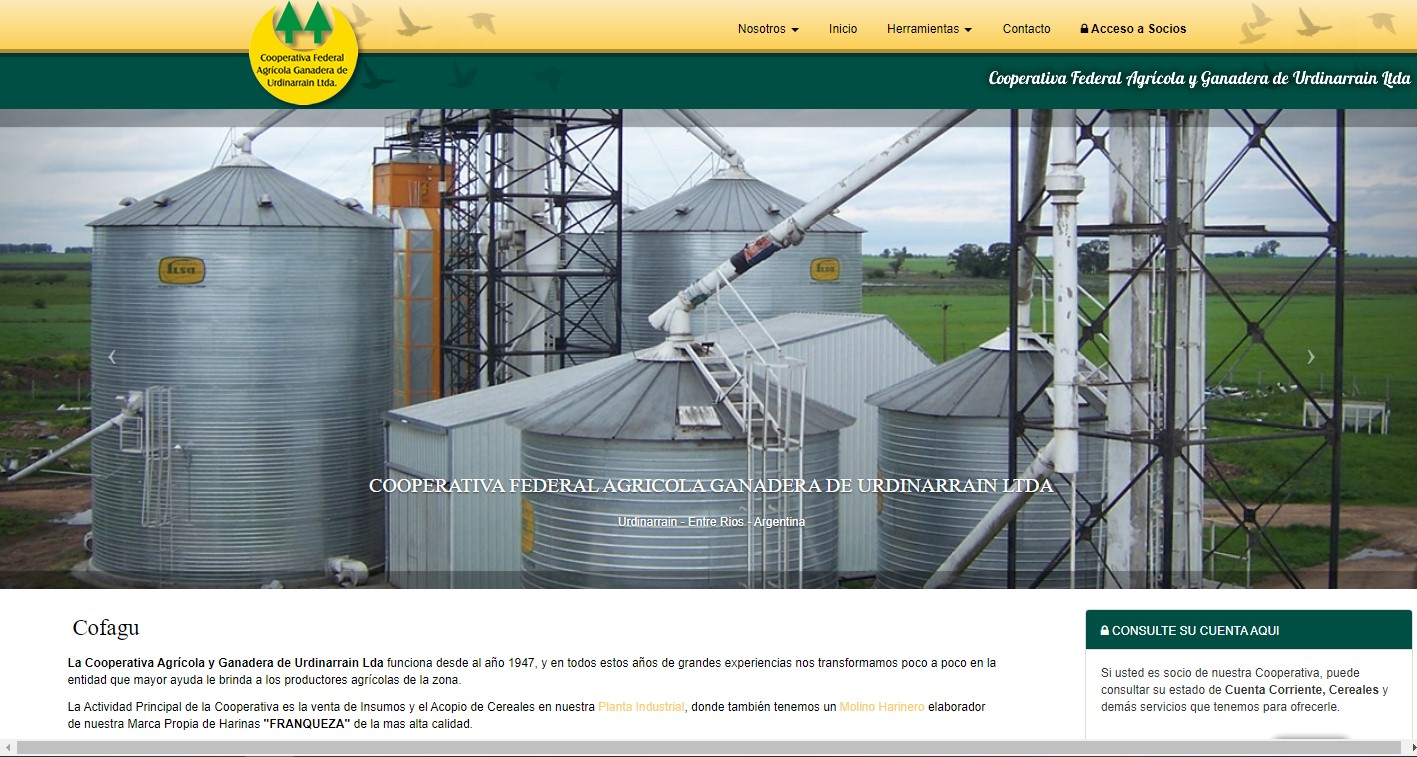 Cooperativa Federal
Agrícola Ganadera de
Urdinarrain Ltda.
Nosotros
Inicio
Herramientas
Contacto
Acceso a Socios
Cooperativa Federal Agrícola y Ganadera de Urdinarrain Ltda
COOPERATIVA FEDERAL AGRICOLA GANADERA DE URDINARRAIN LTDA
Urdinarrain - Entre Rios - Argentina
Cofagu
La Cooperativa Agrícola y Ganadera de Urdinarrain Lda funciona desde al año 1947, y en todos estos años de grandes experiencias nos transformamos poco a poco en la
entidad que mayor ayuda le brinda a los productores agrícolas de la zona.
La Actividad Principal de la Cooperativa es la venta de Insumos y el Acopio de Cereales en nuestra Planta Industrial, donde también tenemos un Molino Harinero elaborador
de nuestra Marca Propia de Harinas "FRANQUEZA" de la mas alta calidad.
CONSULTE SU CUENTA AQUI
Si usted es socio de nuestra Cooperativa, puede
consultar su estado de Cuenta Corriente, Cereales y
demás servicios que tenemos para ofrecerle.